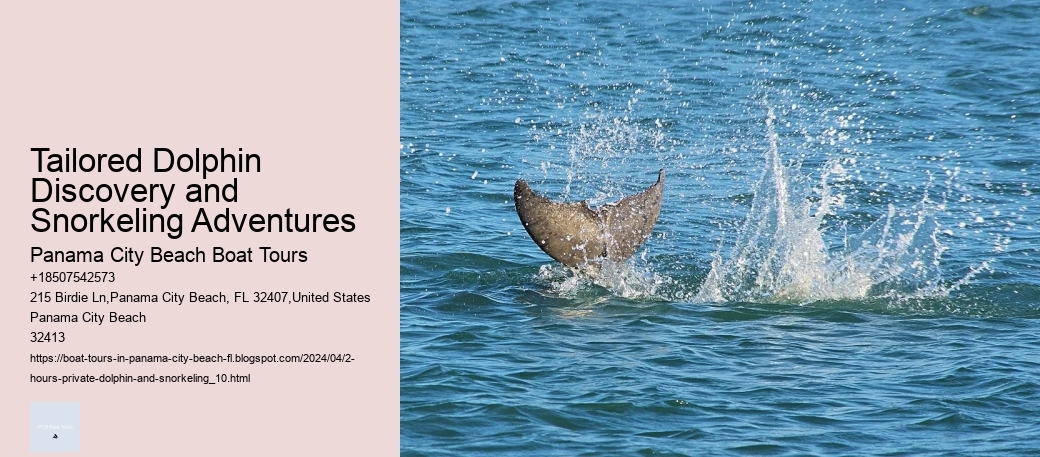 Tailored Dolphin
Discovery and
Snorkeling Adventures
Panama City Beach Boat Tours
+18507542573
215 Birdie Ln,Panama City Beach, FL 32407,United States
Panama City Beach
32413
https://boat-tours-in-panama-city-beach-fl.blogspot.com/2024/04/2-
hours-private-dolphin-and-snorkeling_10.html